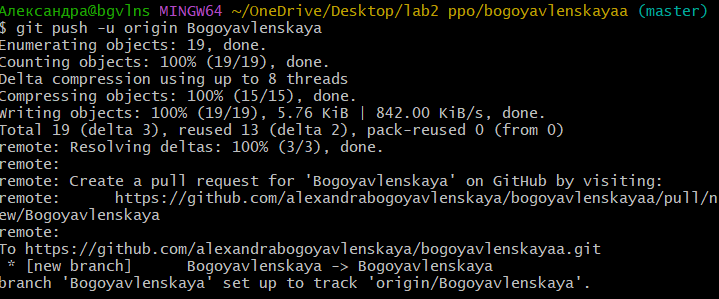 Александра@bgvlns MINGW64 ~/OneDrive/Desktop/lab2 ppo/bogoyavlenskayaa (master)
$ git push -u origin Bogoyavlenskaya
Enumerating objects: 19, done.
Counting objects: 100% (19/19), done.
Delta compression using up to 8 threads
Compressing objects: 100% (15/15), done.
Writing objects: 100% (19/19), 5.76 KiB | 842.00 KiB/s, done.
Total 19 (delta 3), reused 13 (delta 2), pack-reused 0 (from 0)
remote: Resolving deltas: 100% (3/3), done.
remote:
remote: Create a pull request for 'Bogoyavlenskaya' on GitHub by visiting:
remote:      https://github.com/alexandrabogoyavlenskaya/bogoyavlenskayaa/pull/n
ew/Bogoyavlenskaya
remote:
To https://github.com/alexandrabogoyavlenskaya/bogoyavlenskayaa.git
 * [new branch]      Bogoyavlenskaya -> Bogoyavlenskaya
branch 'Bogoyavlenskaya' set up to track 'origin/Bogoyavlenskaya'.